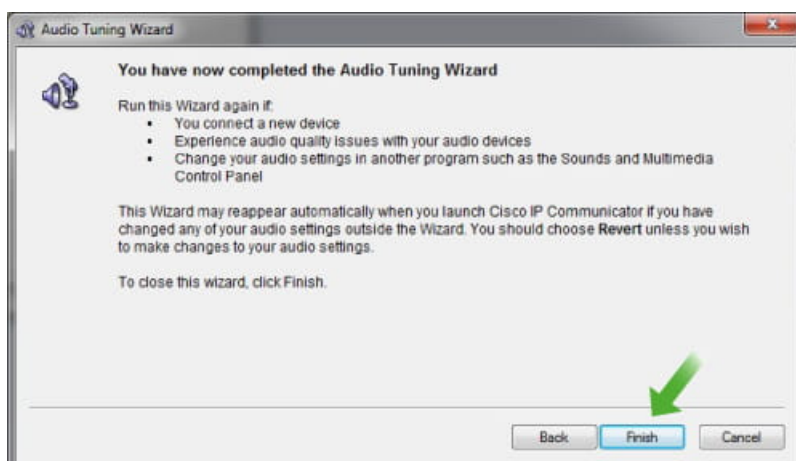 Audio Tuning Wizard
You have now completed the Audio Tuning Wizard
Run this Wizard again if:
• You connect a new device
• Experience audio quality issues with your audio devices
• Change your audio settings in another program such as the Sounds and Multimedia
Control Panel
This Wizard may reappear automatically when you launch Cisco IP Communicator if you have
changed any of your audio settings outside the Wizard. You should choose Revert unless you wish
to make changes to your audio settings.
To close this wizard, click Finish.
Back Finish Cancel